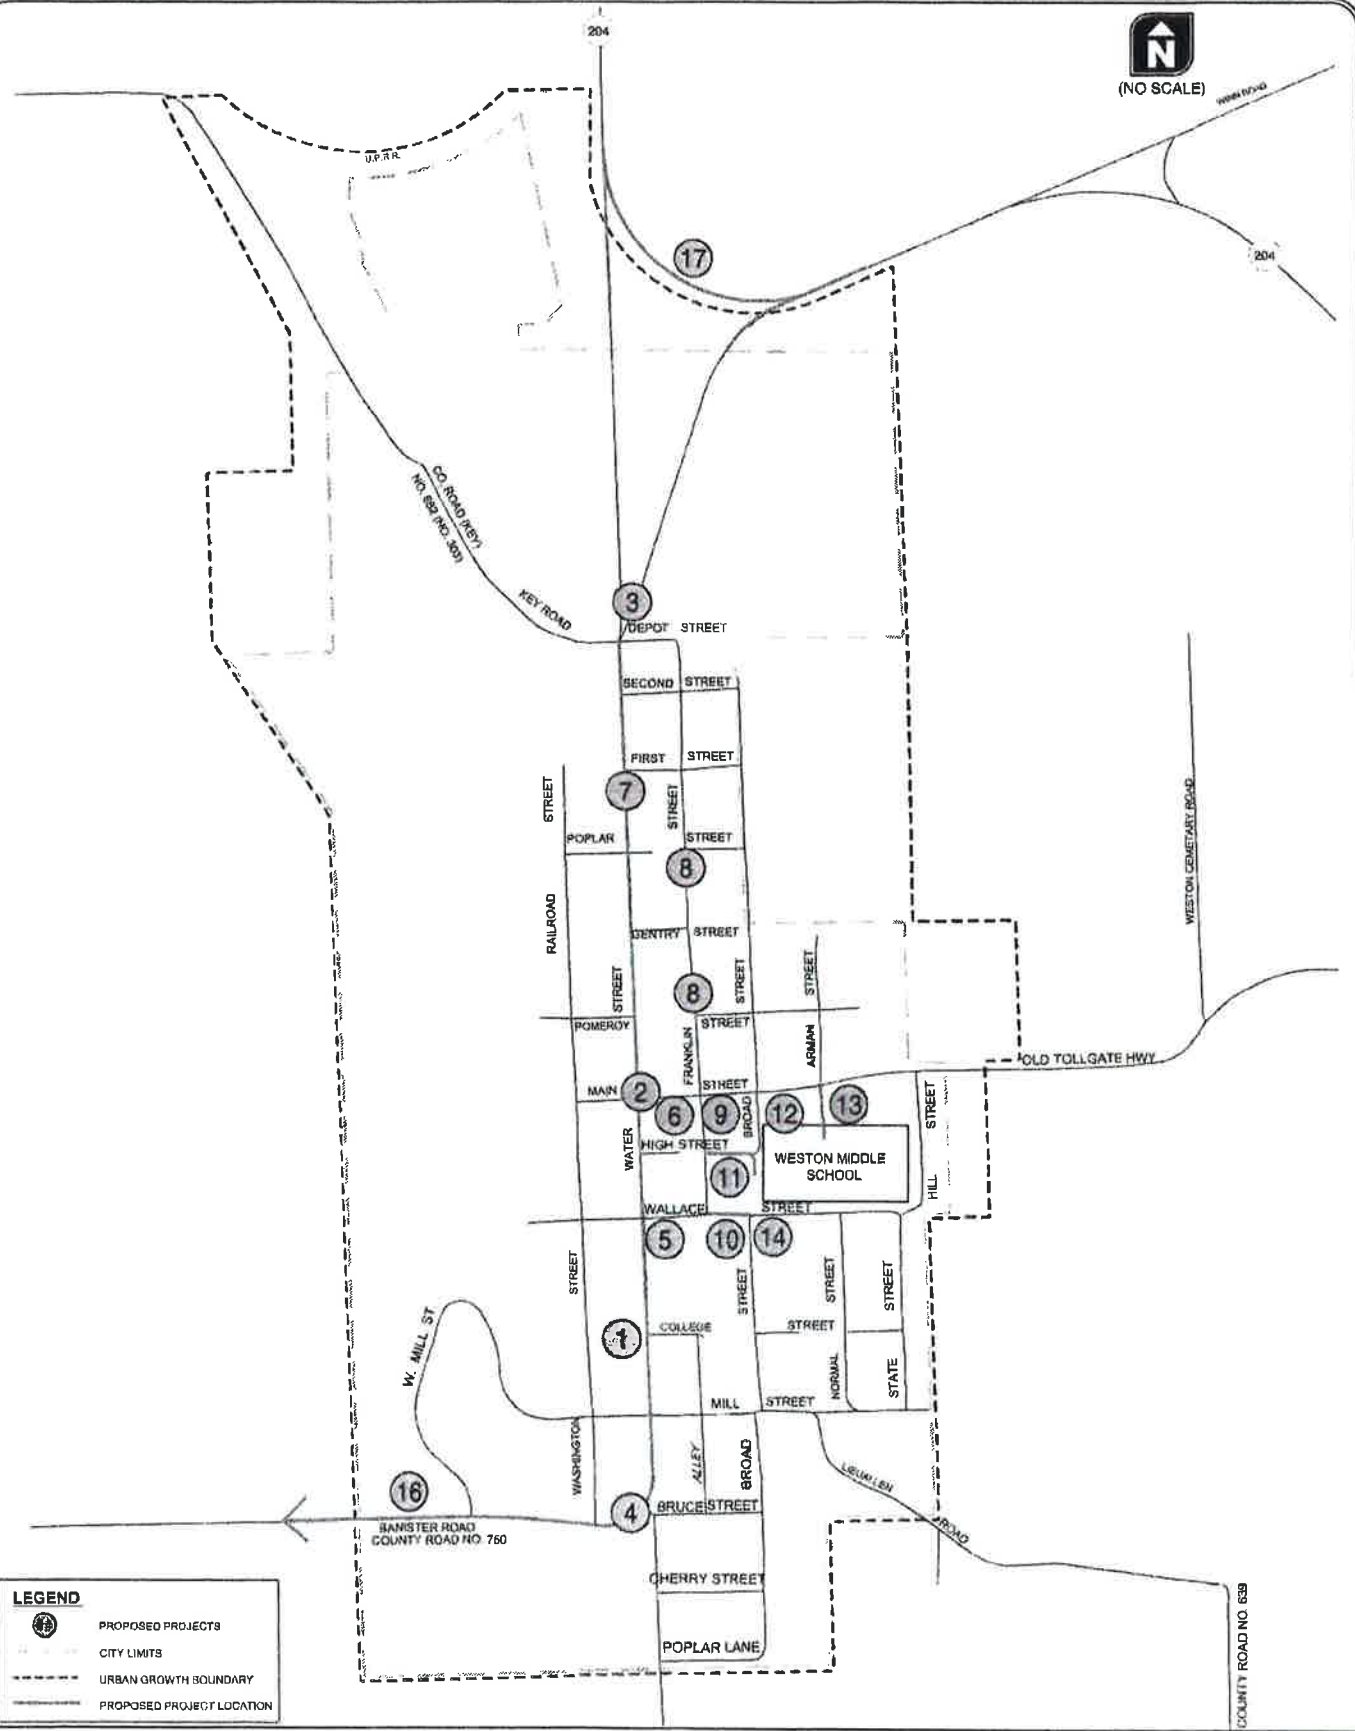 204
N
(NO SCALE)
WINN ROAD
U.P.R.R.
17
204
CO. ROAD (KEY)
KEY ROAD
3
DEPOT STREET
SECOND STREET
FIRST STREET
7
STREET
STREET
POPLAR STREET
8
RAILROAD
GENTRY STREET
STREET
8
STREET
STREET
POMEROY STREET
FRANKLIN
ARMAN
WESTON CEMETARY ROAD
OLD TOLLGATE HWY
MAIN STREET
2
6
9
BROAD
12
13
STREET
HIGH STREET
WATER
WESTON MIDDLE
SCHOOL
11
HILL
WALLACE STREET
5
10
14
STREET
STREET
STREET
STREET
W. MILL ST
1
COLLEGE STREET
NORMAL
STATE
MILL STREET
WASHINGTON
ALLEY
BROAD
LIEUALLEN ROAD
16
4
BRUCE STREET
BANISTER ROAD
COUNTY ROAD NO. 750
CHERRY STREET
POPLAR LANE
COUNTY ROAD NO. 639
LEGEND
PROPOSED PROJECTS
CITY LIMITS
URBAN GROWTH BOUNDARY
PROPOSED PROJECT LOCATION